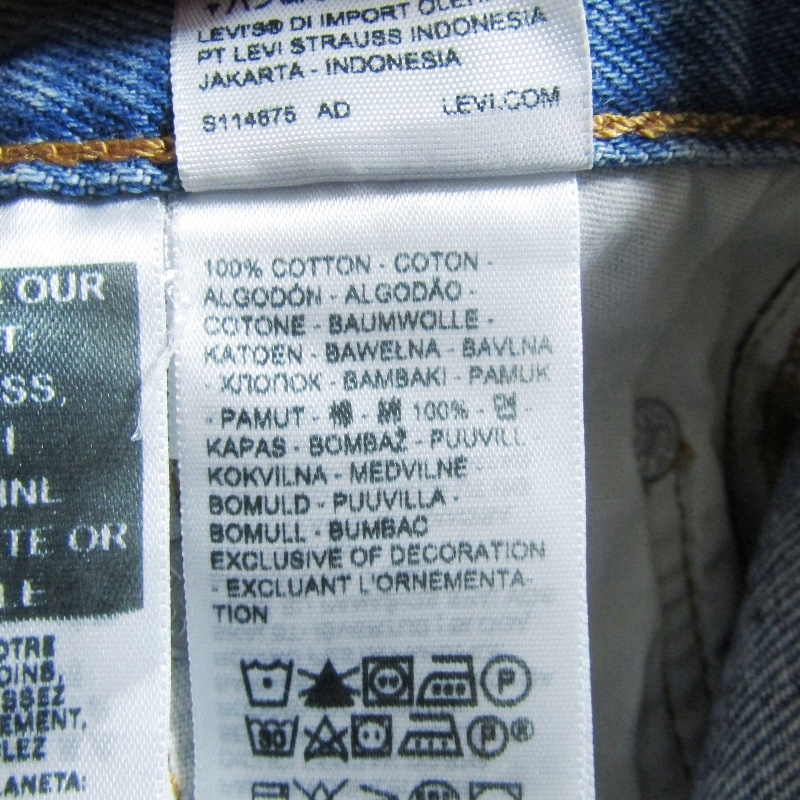 LEVI'S® DI IMPORT OLEH
PT LEVI STRAUSS INDONESIA
JAKARTA - INDONESIA
S114675 AD LEVI.COM
100% COTTON - COTON -
ALGODÓN - ALGODÃO -
COTONE - BAUMWOLLE -
KATOEN - BAWEŁNA - BAVLNA
- ХЛОПОК - BAMBAKI - PAMUK
- PAMUT - 棉 - 綿 100% - 면
KAPAS - BOMBAŽ - PUUVILL
KOKVILNA - MEDVILNĖ
BOMULD - PUUVILLA -
BOMULL - BUMBAC
EXCLUSIVE OF DECORATION
- EXCLUANT L'ORNEMENTA-
TION
P
P®
OUR
SS,
TE OR
OTRE
OINS,
SSEZ
EMENT,
LEZ
ANETA: